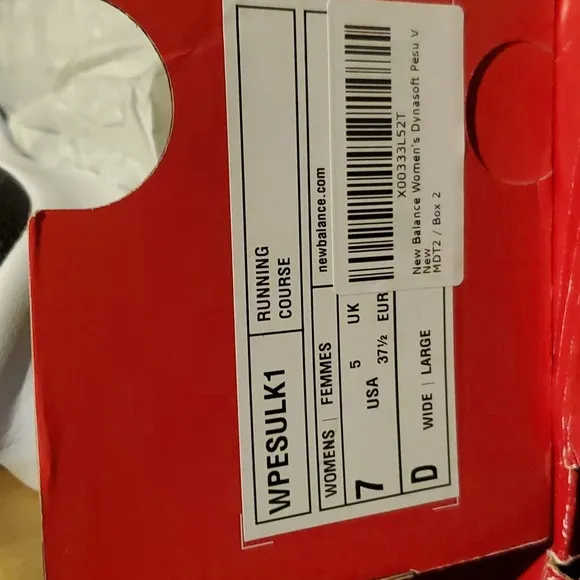 WPESULK1
RUNNING
COURSE
WOMENS | FEMMES
newbalance.com
7
USA
5
UK
37½
EUR
D
WIDE | LARGE
X00333L52T
New Balance Women's Dynasoft Pesu V
New
MDT2 / Box 2